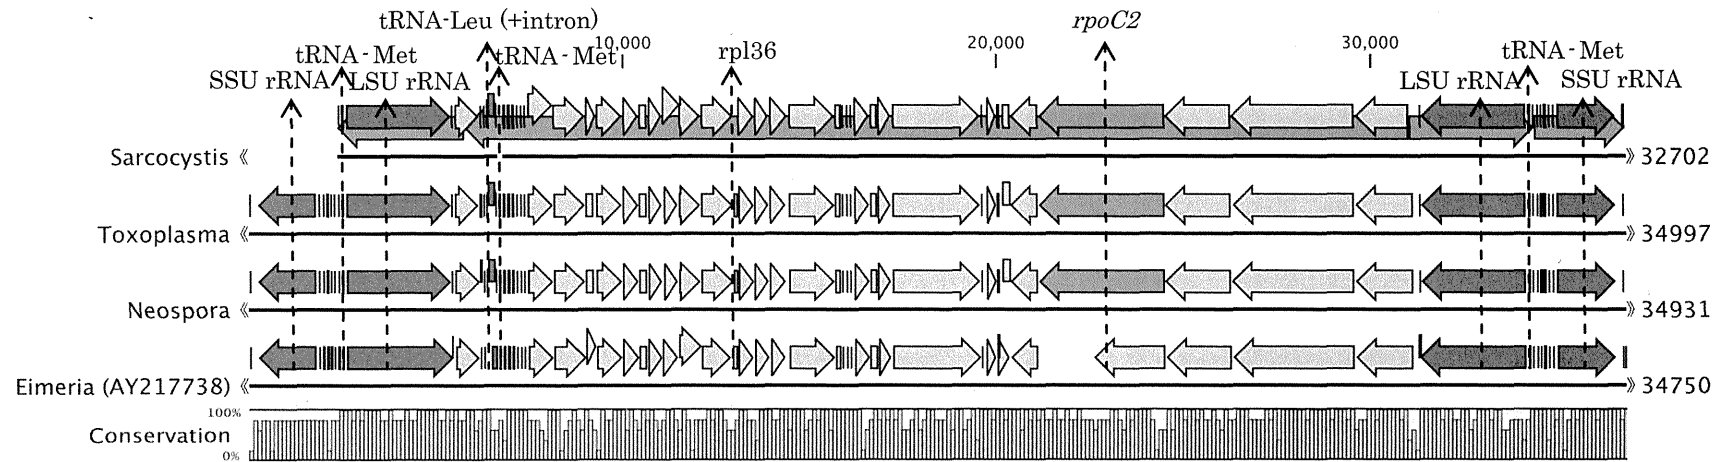 tRNA-Leu (+intron)
rpoC2
10,000
20,000
30,000
tRNA - Met
tRNA - Met
rpl36
tRNA - Met
SSU rRNA
LSU rRNA
LSU rRNA
SSU rRNA
Sarcocystis 《
》 32702
Toxoplasma 《
》 34997
Neospora 《
》 34931
Eimeria (AY217738) 《
》 34750
100%
Conservation
0%